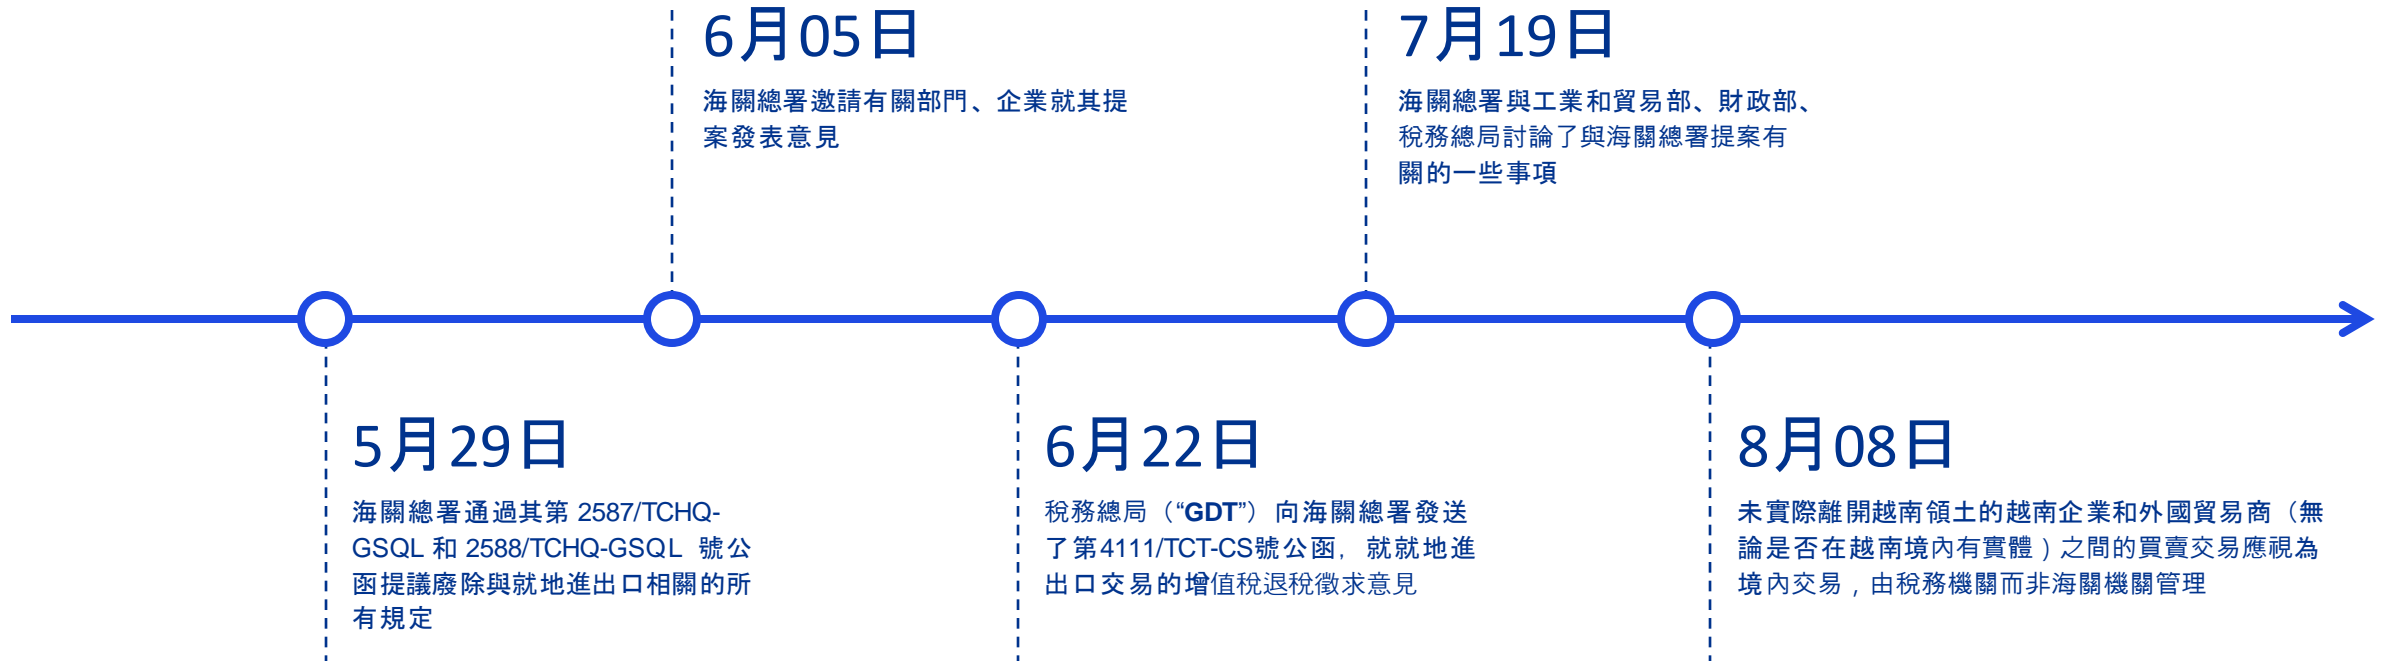 6月05日
海關總署邀請有關部門、企業就其提
案發表意見
7月19日
海關總署與工業和貿易部、財政部、
稅務總局討論了與海關總署提案有
關的一些事項
5月29日
海關總署通過其第 2587/TCHQ-
GSQL 和 2588/TCHQ-GSQL 號公
函提議廢除與就地進出口相關的所
有規定
6月22日
稅務總局（“GDT”）向海關總署發送
了第4111/TCT-CS號公函，就就地進
出口交易的增值稅退稅徵求意見
8月08日
未實際離開越南領土的越南企業和外國貿易商（無
論是否在越南境內有實體）之間的買賣交易應視為
境內交易，由稅務機關而非海關機關管理